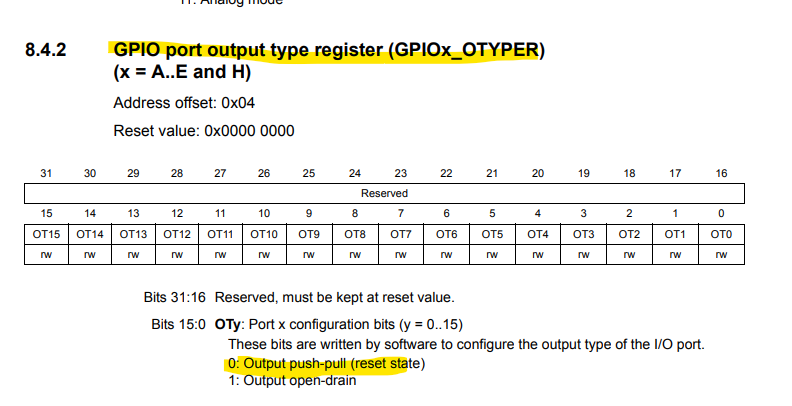 11: Analog mode
8.4.2 GPIO port output type register (GPIOx_OTYPER)
(x = A..E and H)
Address offset: 0x04
Reset value: 0x0000 0000
31 30 29 28 27 26 25 24 23 22 21 20 19 18 17 16
Reserved
15 14 13 12 11 10 9 8 7 6 5 4 3 2 1 0
OT15 OT14 OT13 OT12 OT11 OT10 OT9 OT8 OT7 OT6 OT5 OT4 OT3 OT2 OT1 OT0
rw rw rw rw rw rw rw rw rw rw rw rw rw rw rw rw
Bits 31:16 Reserved, must be kept at reset value.
Bits 15:0 OTy: Port x configuration bits (y = 0..15)
These bits are written by software to configure the output type of the I/O port.
0: Output push-pull (reset state)
1: Output open-drain